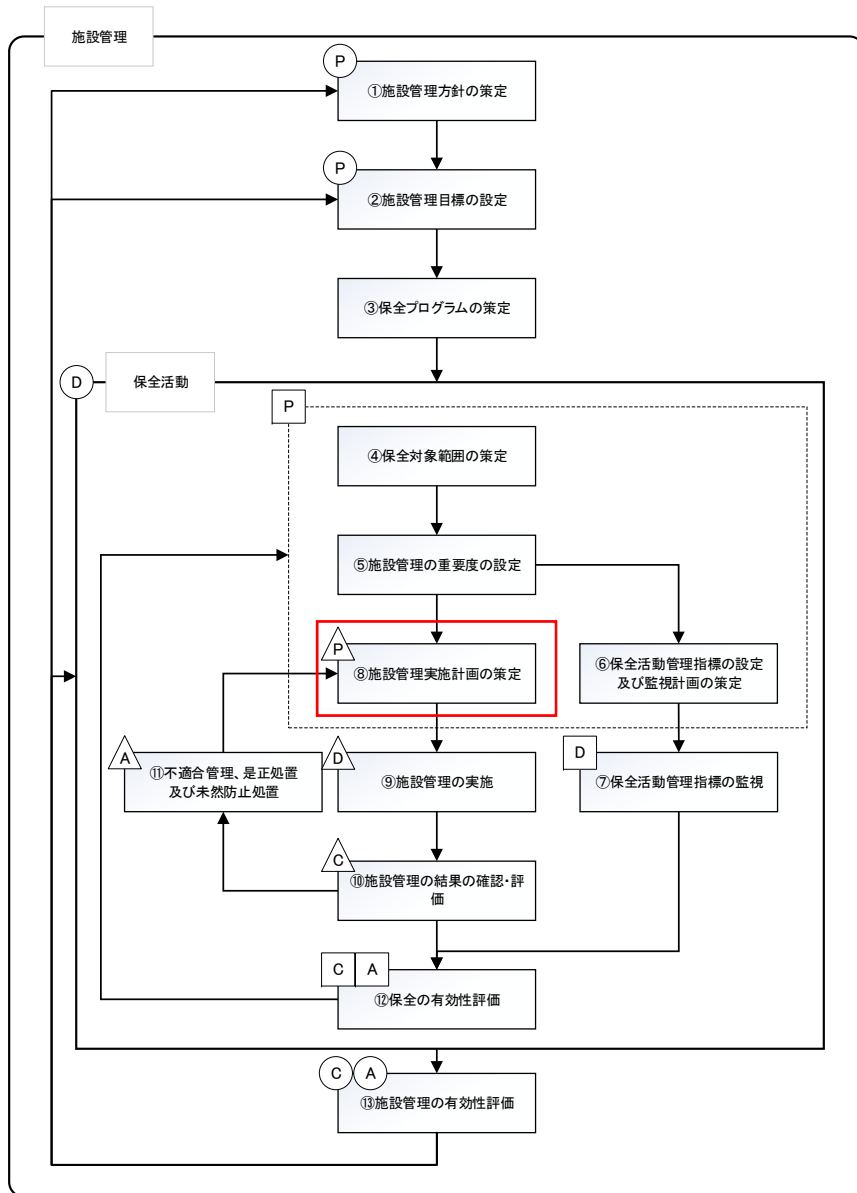 施設管理
P
①施設管理方針の策定
P
②施設管理目標の設定
③保全プログラムの策定
D
保全活動
P
④保全対象範囲の策定
⑤施設管理の重要度の設定
P
⑧施設管理実施計画の策定
⑥保全活動管理指標の設定
及び監視計画の策定
A
⑪不適合管理、是正処置
及び未然防止処置
D
⑨施設管理の実施
D
⑦保全活動管理指標の監視
C
⑩施設管理の結果の確認・評
価
C
A
⑫保全の有効性評価
C
A
⑬施設管理の有効性評価